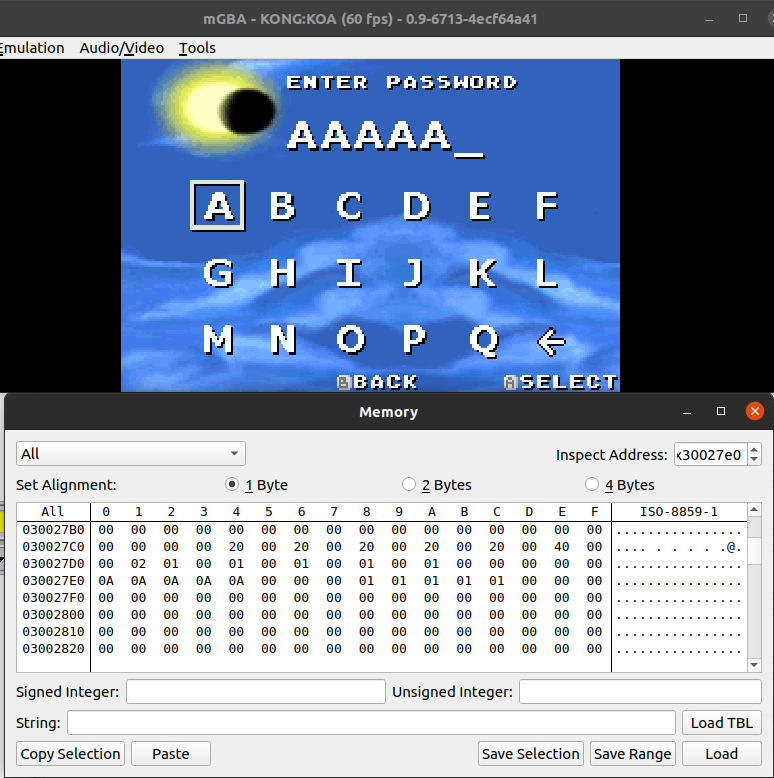 mGBA - KONG:KOA (60 fps) - 0.9-6713-4ecf64a41
Emulation Audio/Video Tools
ENTER PASSWORD
AAAAA_
A B C D E F
G H I J K L
M N O P Q ←
B BACK A SELECT
Memory
All Inspect Address: x30027e0
Set Alignment: 1 Byte 2 Bytes 4 Bytes
All 0 1 2 3 4 5 6 7 8 9 A B C D E F ISO-8859-1
030027B0 00 00 00 00 00 00 00 00 00 00 00 00 00 00 00 00 ................
030027C0 00 00 00 00 20 00 20 00 20 00 20 00 20 00 40 00 .... . . . . .@.
030027D0 00 02 01 00 01 00 01 00 01 00 01 00 00 00 00 00 ................
030027E0 0A 0A 0A 0A 0A 00 00 00 01 01 01 01 01 00 00 00 ................
030027F0 00 00 00 00 00 00 00 00 00 00 00 00 00 00 00 00 ................
03002800 00 00 00 00 00 00 00 00 00 00 00 00 00 00 00 00 ................
03002810 00 00 00 00 00 00 00 00 00 00 00 00 00 00 00 00 ................
03002820 00 00 00 00 00 00 00 00 00 00 00 00 00 00 00 00 ................
Signed Integer: Unsigned Integer:
String: Load TBL
Copy Selection Paste Save Selection Save Range Load